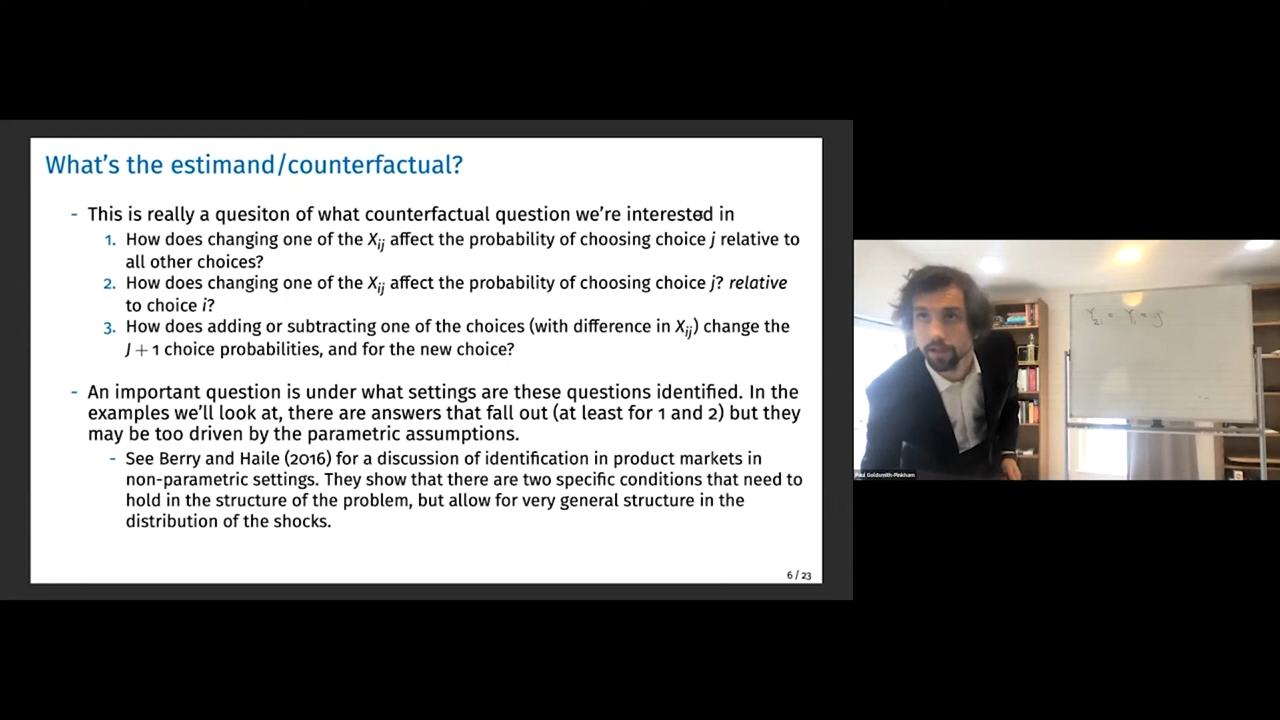 What's the estimand/counterfactual?
- This is really a quesiton of what counterfactual question we're interested in
1. How does changing one of the Xij affect the probability of choosing choice j relative to
all other choices?
2. How does changing one of the Xij affect the probability of choosing choice j? relative
to choice i?
3. How does adding or subtracting one of the choices (with difference in Xij) change the
J + 1 choice probabilities, and for the new choice?
- An important question is under what settings are these questions identified. In the
examples we'll look at, there are answers that fall out (at least for 1 and 2) but they
may be too driven by the parametric assumptions.
- See Berry and Haile (2016) for a discussion of identification in product markets in
non-parametric settings. They show that there are two specific conditions that need to
hold in the structure of the problem, but allow for very general structure in the
distribution of the shocks.
6 / 23
Paul Goldsmith-Pinkham